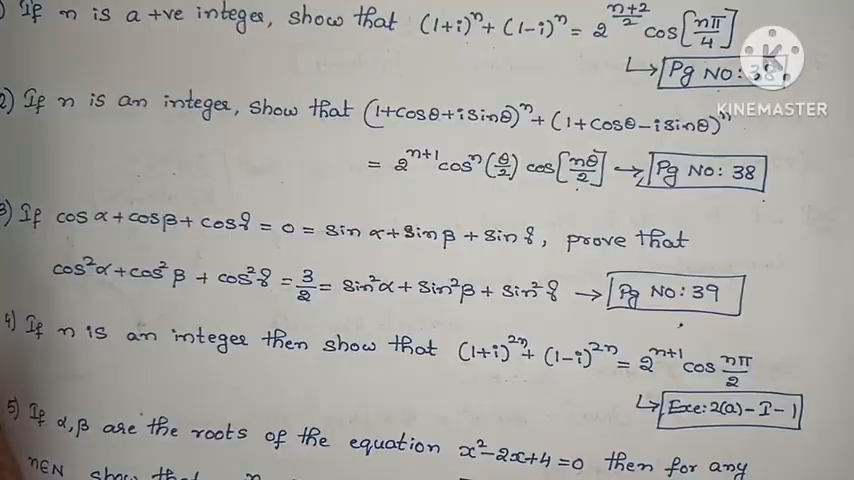 ) If n is a +ve integer, show that (1+i)^n + (1-i)^n = 2^((n+2)/2) cos[nπ/4]
↳ Pg No: 38
KINEMASTER
2) If n is an integer, show that (1+cosθ+isinθ)^n + (1+cosθ-isinθ)^n
= 2^(n+1) cos^n(θ/2) cos[nθ/2] → Pg No: 38
3) If cosα+cosβ+cosγ = 0 = sinα+sinβ+sinγ, prove that
cos²α+cos²β+cos²γ = 3/2 = sin²α+sin²β+sin²γ → Pg No: 39
4) If n is an integer then show that (1+i)^2n + (1-i)^2n = 2^(n+1) cos nπ/2
↳ Exe: 2(a)-I-1
5) If α,β are the roots of the equation x²-2x+4=0 then for any
n∈N show that n